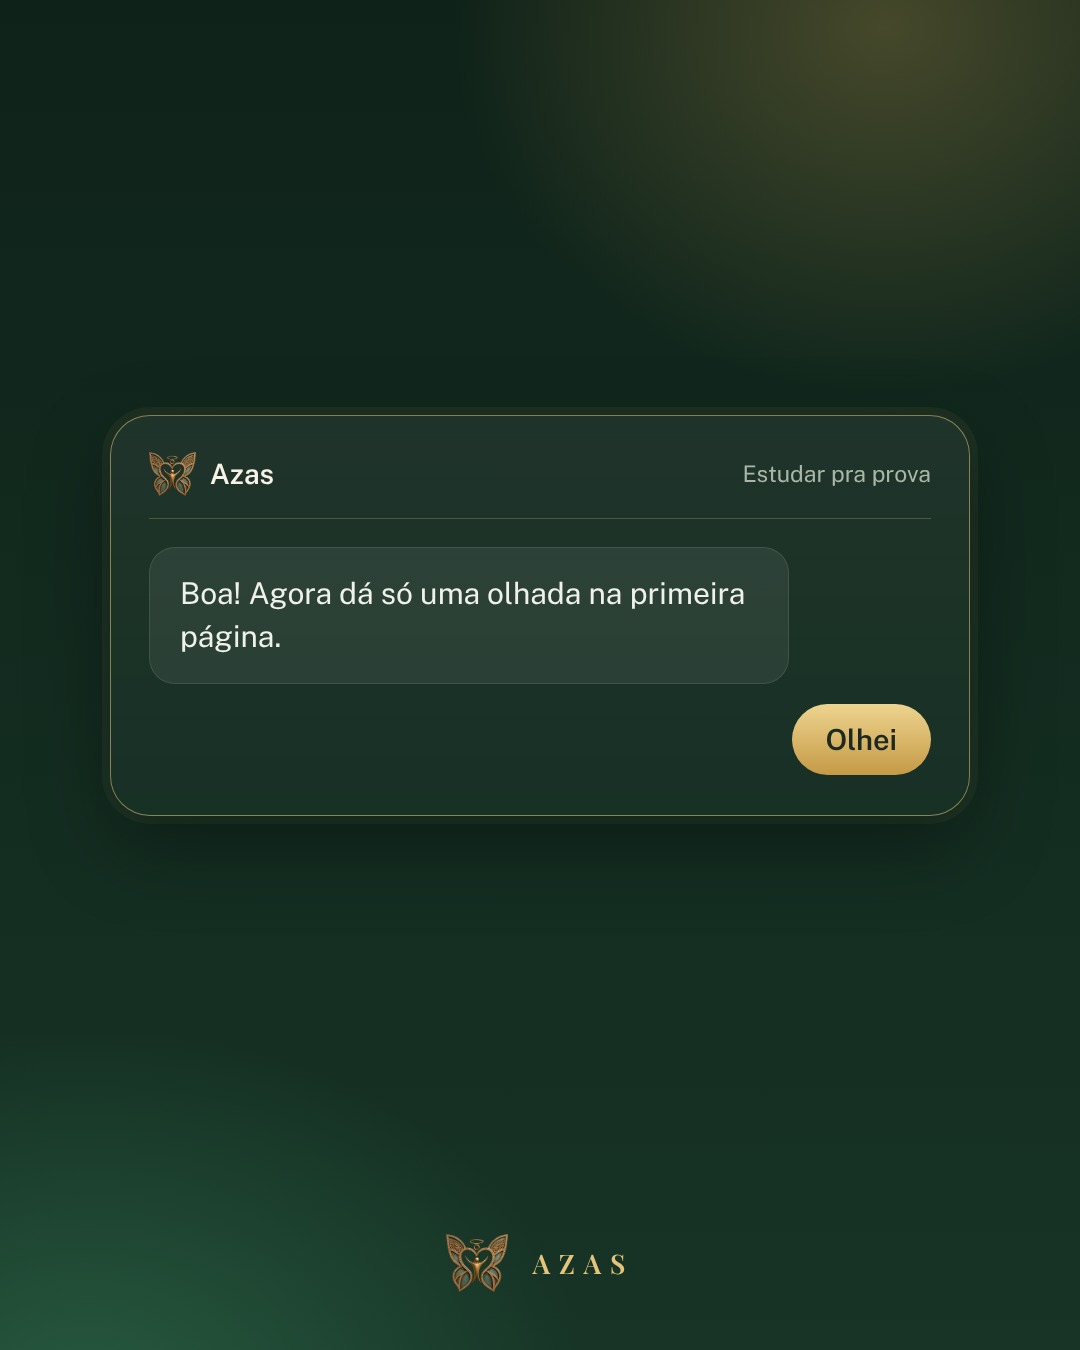 Azas
Estudar pra prova
Boa! Agora dá só uma olhada na primeira
página.
Olhei
AZAS